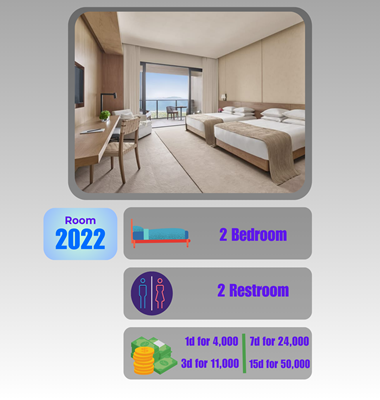 Room
2022
2 Bedroom
2 Restroom
1d for 4,000
7d for 24,000
3d for 11,000
15d for 50,000